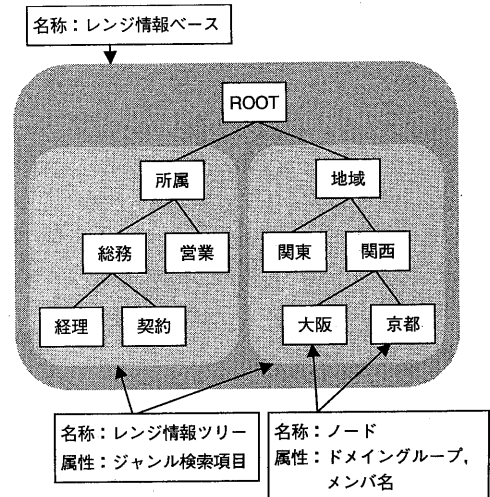 名称：レンジ情報ベース
ROOT
所属
地域
総務
営業
関東
関西
経理
契約
大阪
京都
名称：レンジ情報ツリー
属性：ジャンル検索項目
名称：ノード
属性：ドメイングループ,
メンバ名